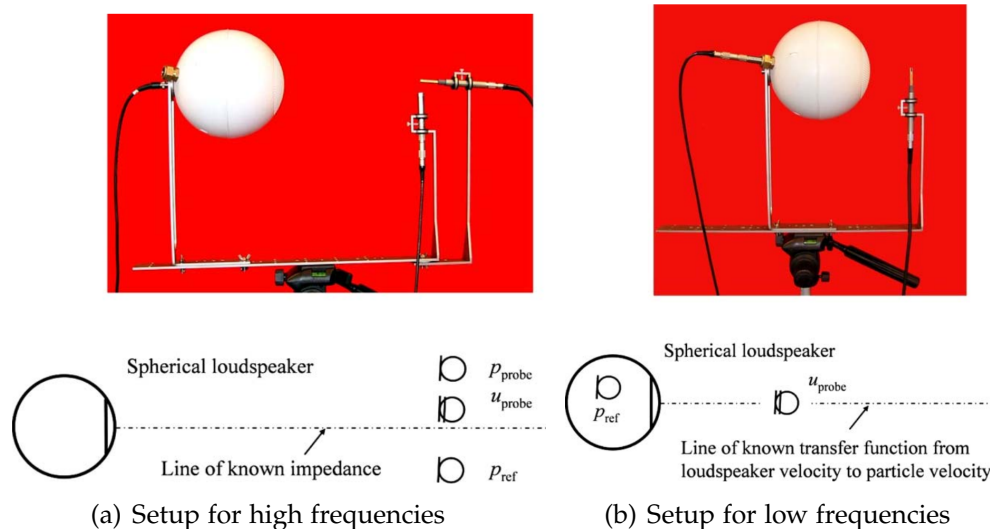 Spherical loudspeaker
p_probe
u_probe
Line of known impedance
p_ref
(a) Setup for high frequencies
Spherical loudspeaker
p_ref
u_probe
Line of known transfer function from
loudspeaker velocity to particle velocity
(b) Setup for low frequencies